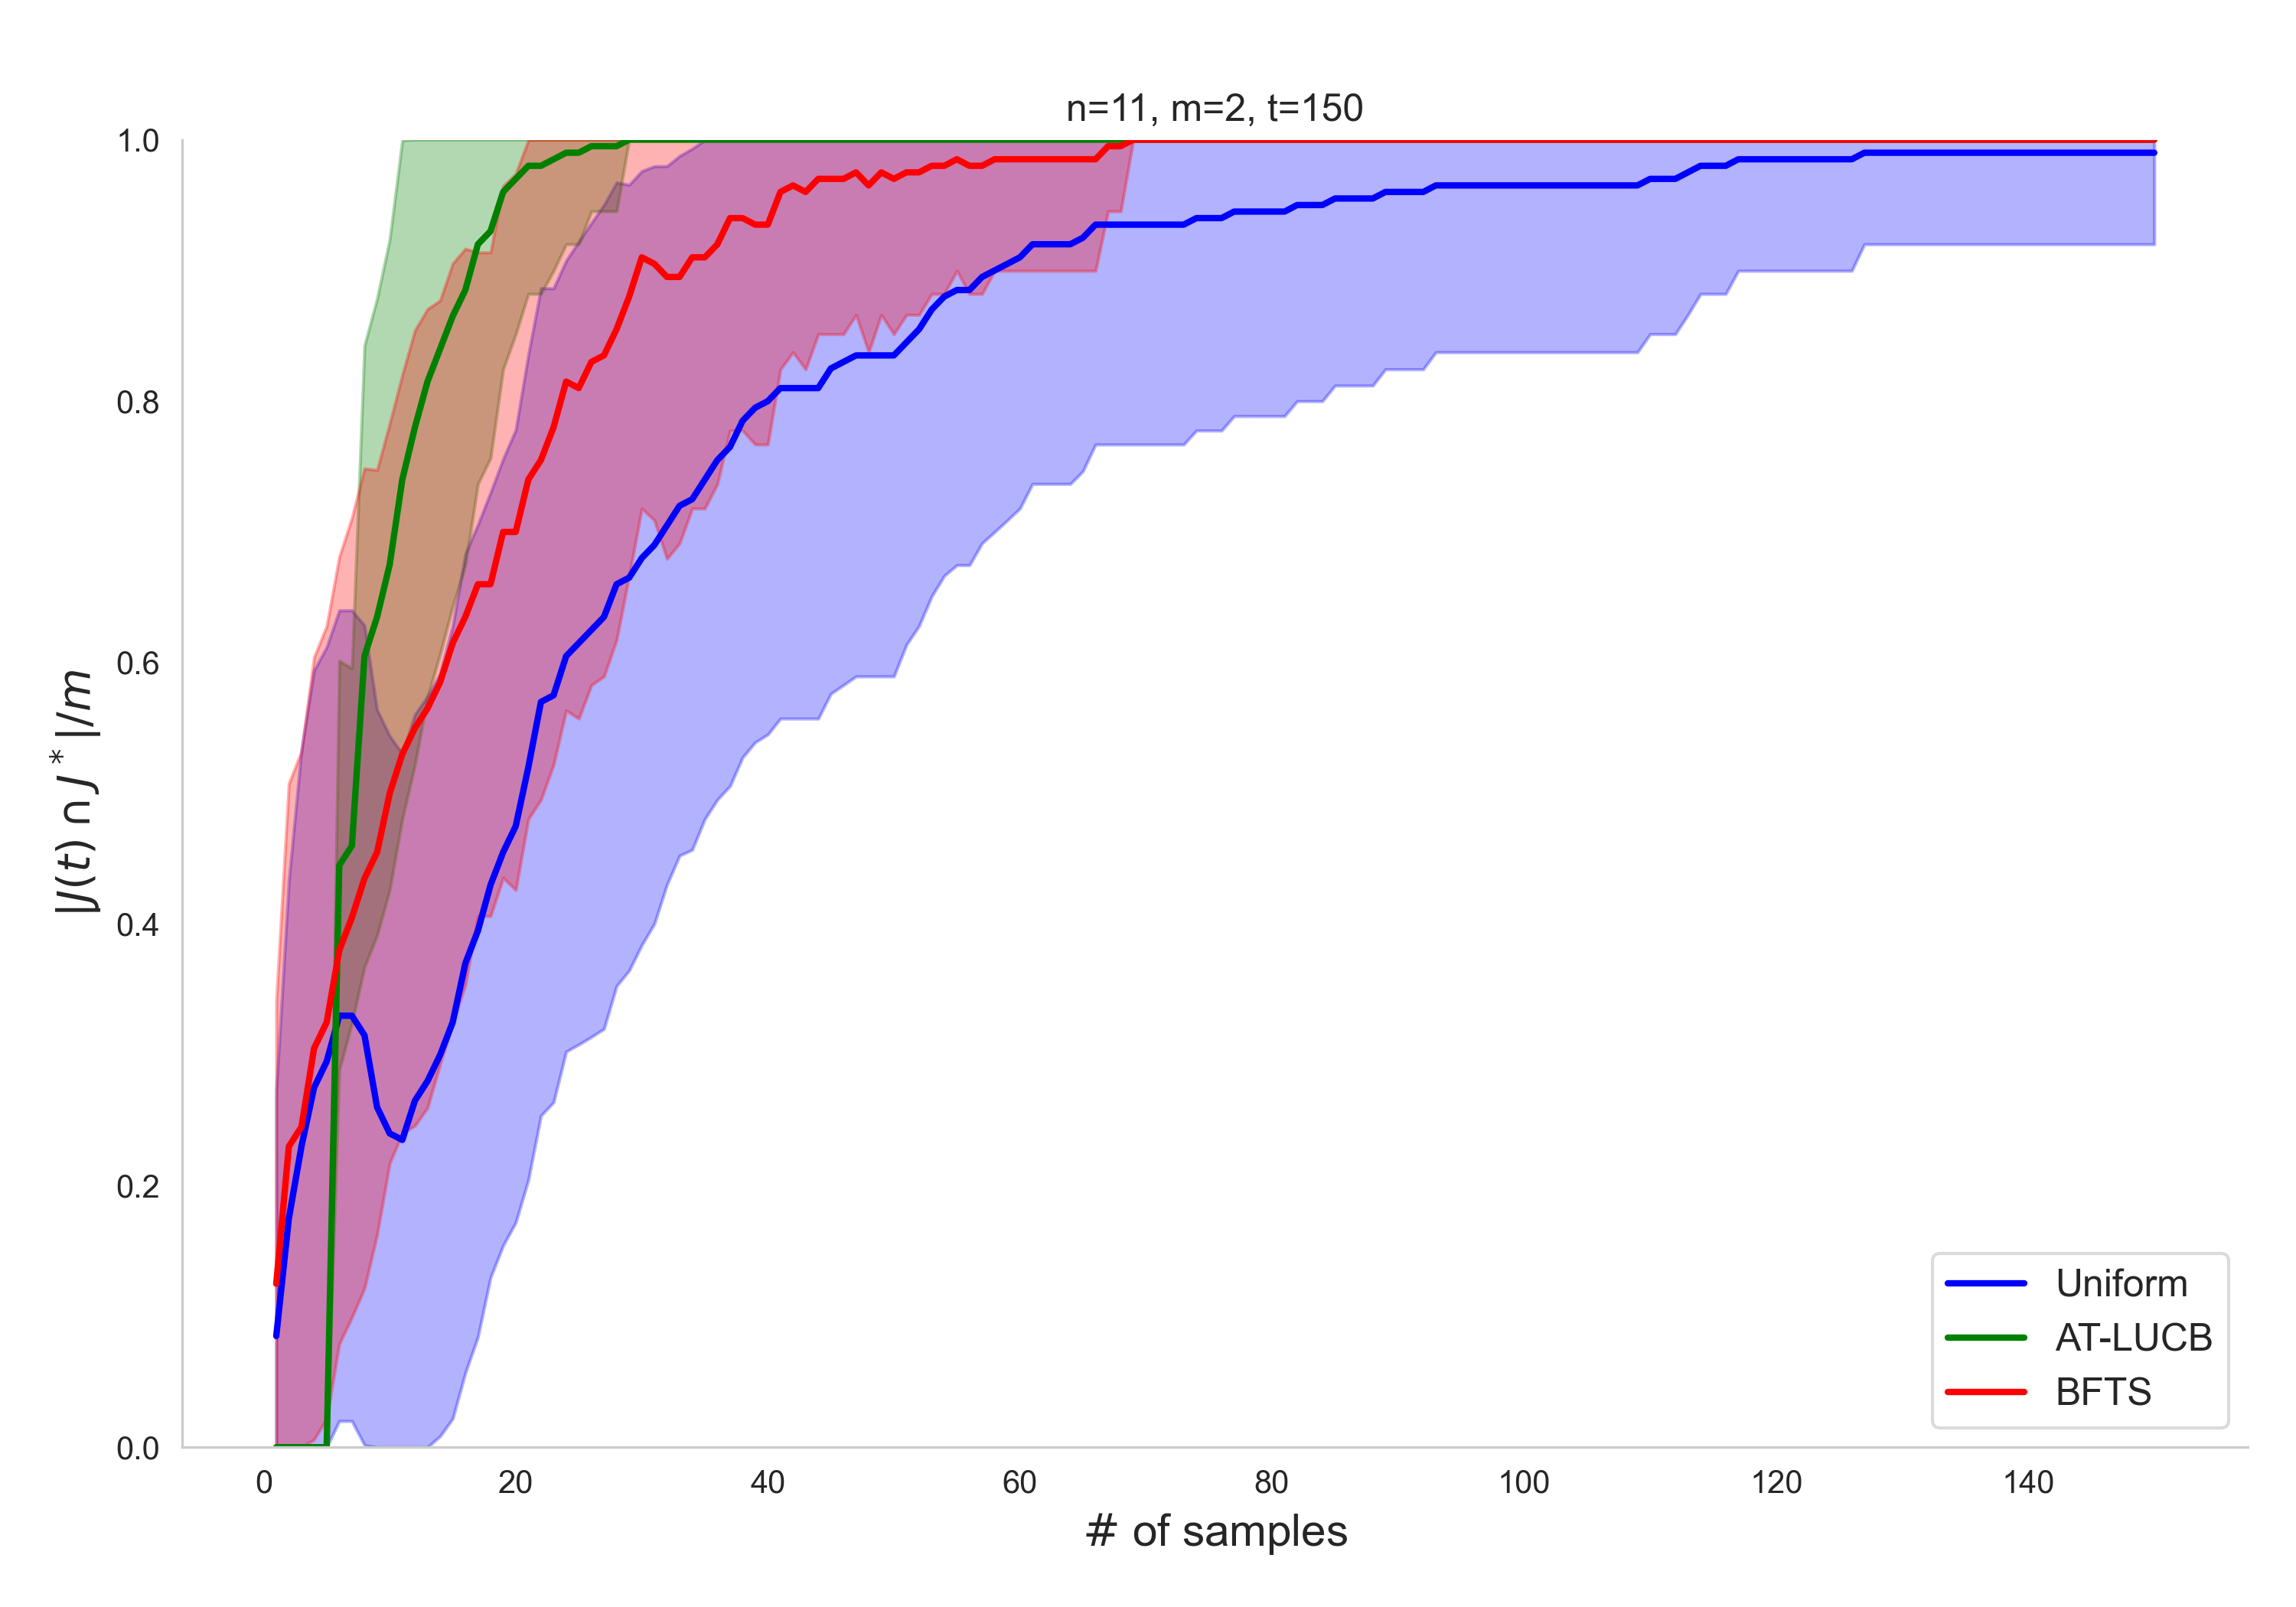 n=11, m=2, t=150
1.0
0.8
0.6
0.4
0.2
0.0
|J(t) ∩ J*|/m
0 20 40 60 80 100 120 140
# of samples
Uniform
AT-LUCB
BFTS